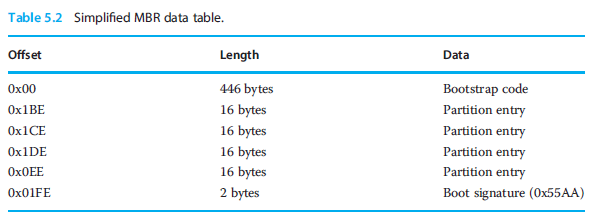 Table 5.2 Simplified MBR data table.
Offset Length Data
0x00 446 bytes Bootstrap code
0x1BE 16 bytes Partition entry
0x1CE 16 bytes Partition entry
0x1DE 16 bytes Partition entry
0x0EE 16 bytes Partition entry
0x01FE 2 bytes Boot signature (0x55AA)